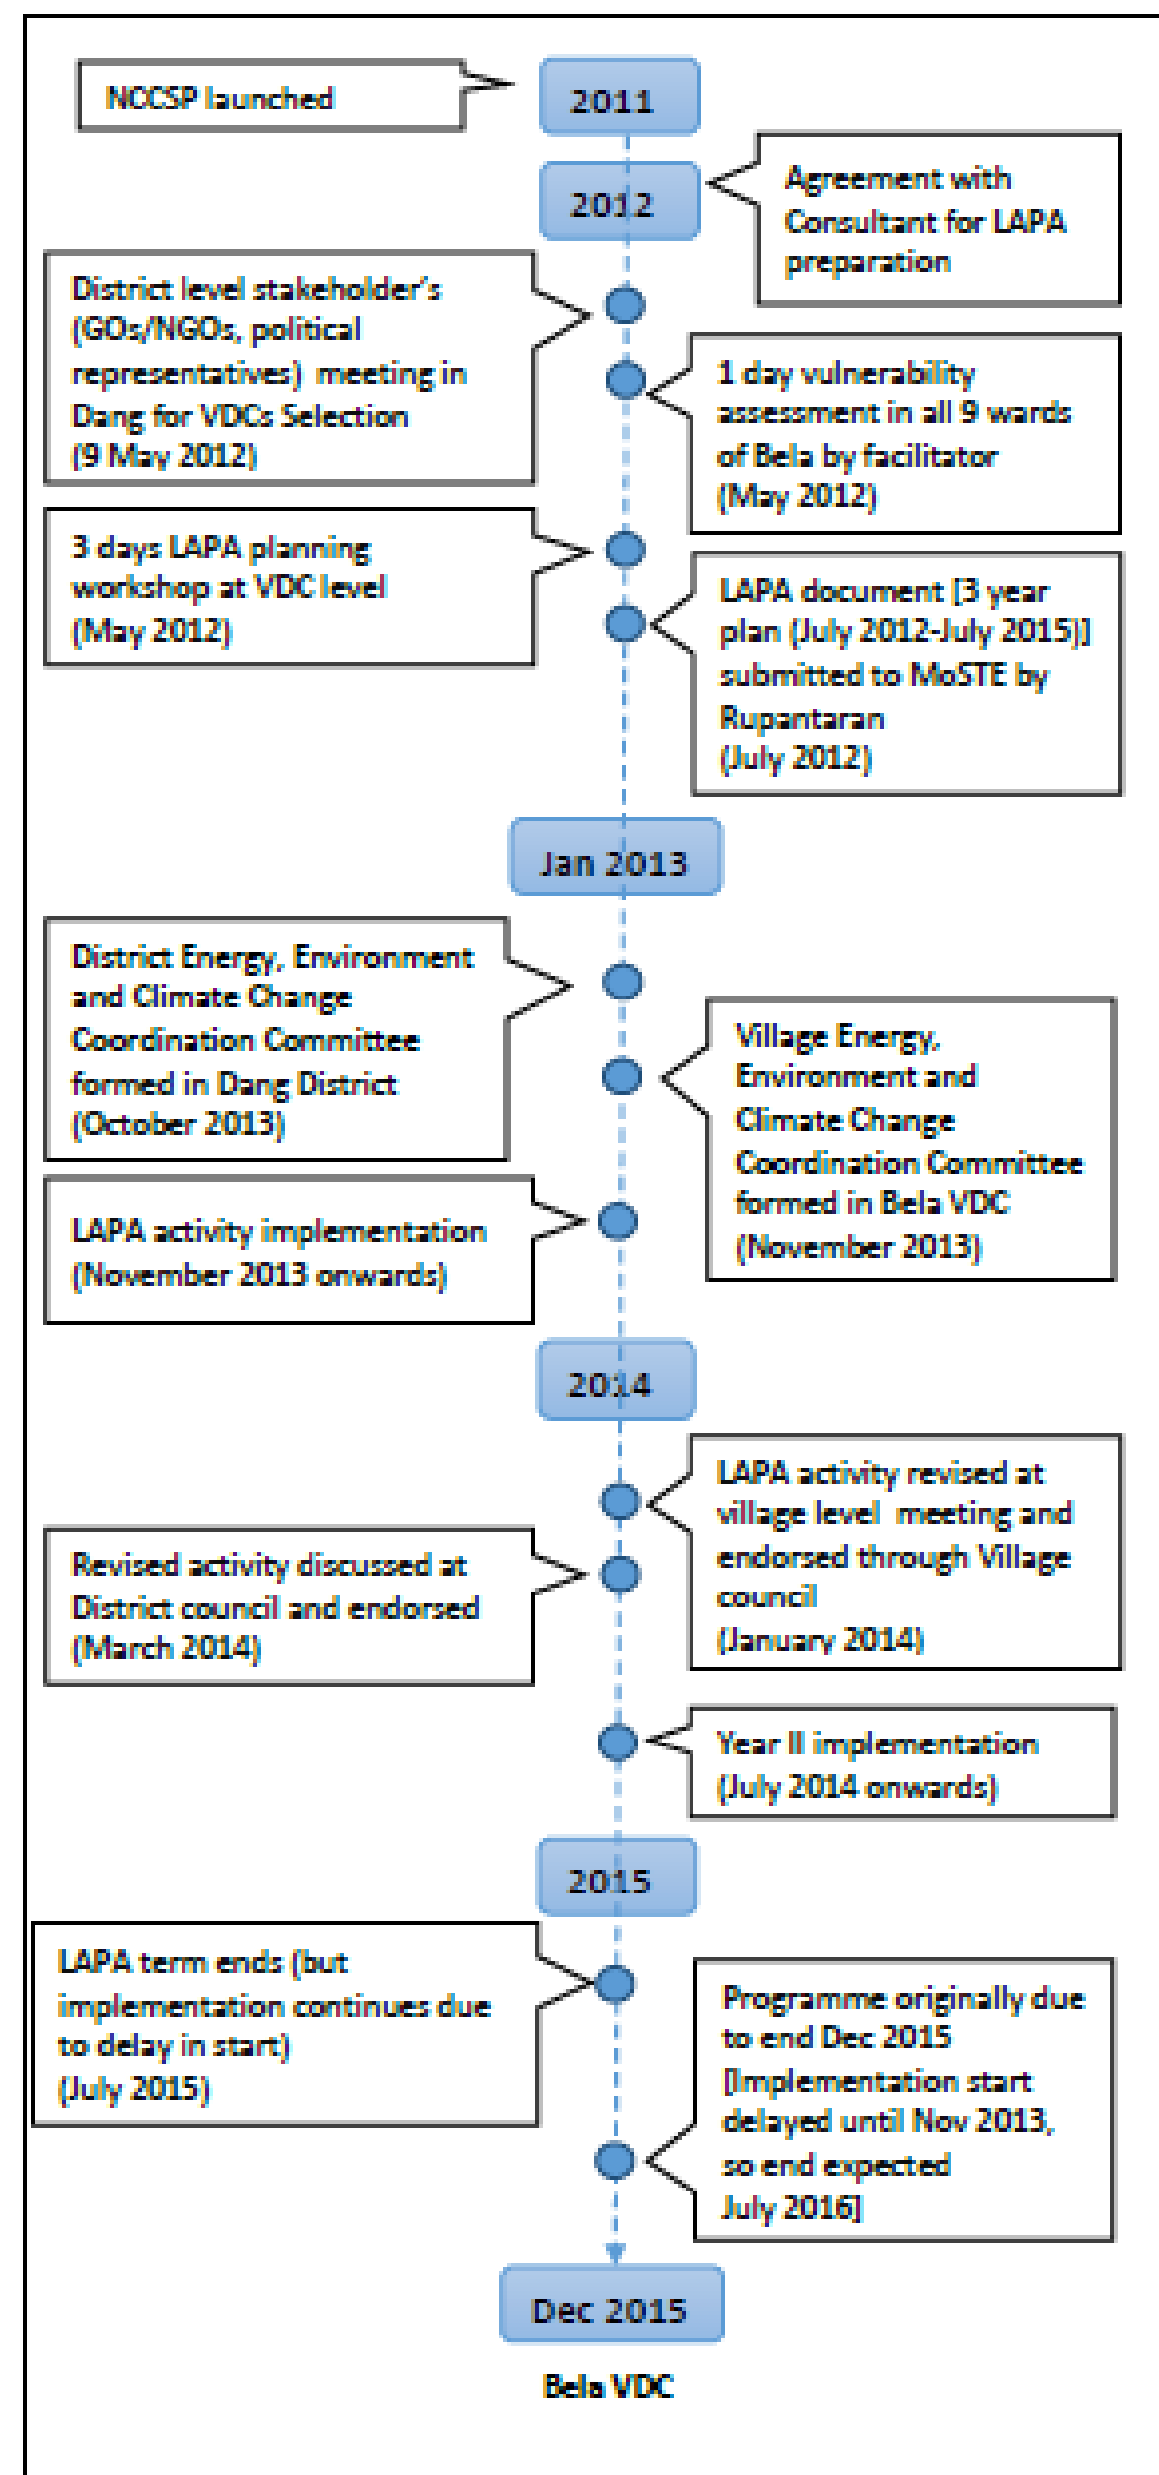 NCCSP launched
2011
2012
Agreement with
Consultant for LAPA
preparation
District level stakeholder's
(GOs/NGOs, political
representatives) meeting in
Dang for VDCs Selection
(9 May 2012)
1 day vulnerability
assessment in all 9 wards
of Bela by facilitator
(May 2012)
3 days LAPA planning
workshop at VDC level
(May 2012)
LAPA document [3 year
plan (July 2012-July 2015)]
submitted to MoSTE by
Rupantaran
(July 2012)
Jan 2013
District Energy, Environment
and Climate Change
Coordination Committee
formed in Dang District
(October 2013)
Village Energy,
Environment and
Climate Change
Coordination Committee
formed in Bela VDC
(November 2013)
LAPA activity implementation
(November 2013 onwards)
2014
LAPA activity revised at
village level meeting and
endorsed through Village
council
(January 2014)
Revised activity discussed at
District council and endorsed
(March 2014)
Year II implementation
(July 2014 onwards)
2015
LAPA term ends (but
implementation continues due
to delay in start)
(July 2015)
Programme originally due
to end Dec 2015
[Implementation start
delayed until Nov 2013,
so end expected
July 2016]
Dec 2015
Bela VDC